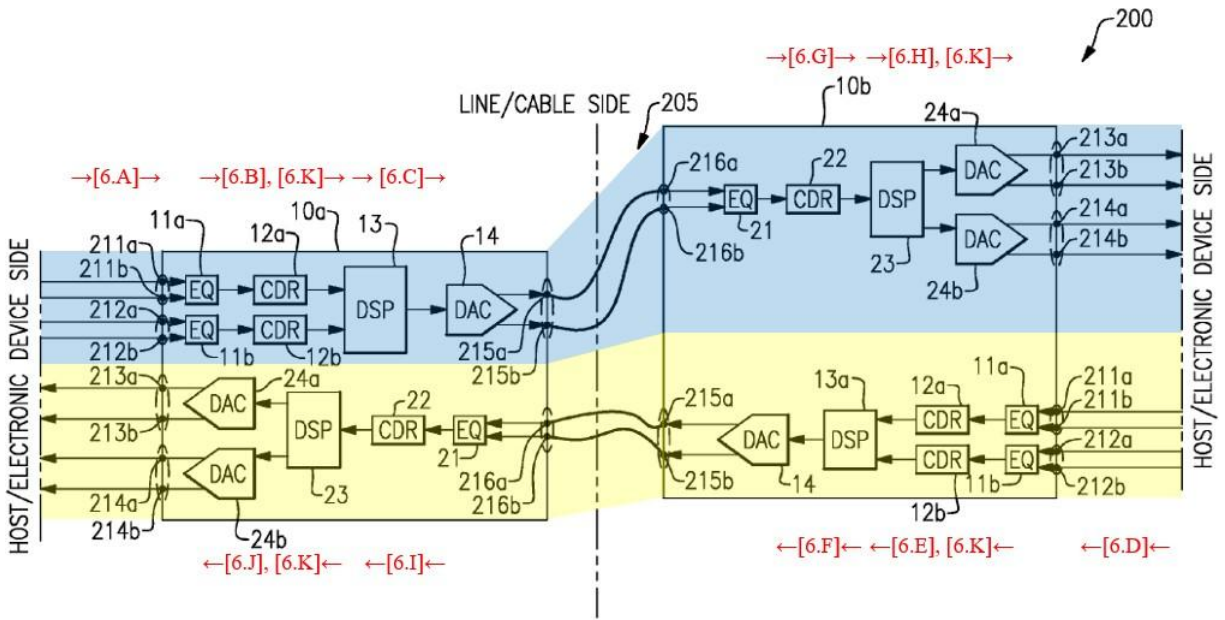 200
→[6.G]→ →[6.H], [6.K]→
10b
LINE/CABLE SIDE
205
24a
213a
213b
216a
22
DAC
→[6.A]→ →[6.B], [6.K]→ → [6.C]→
EQ
CDR
DSP
10a
13
21
214a
11a
12a
14
216b
DAC
214b
211a
23
211b
24b
EQ
CDR
DSP
DAC
212a
EQ
CDR
215a
212b
11b
12b
215b
HOST/ELECTRONIC DEVICE SIDE
HOST/ELECTRONIC DEVICE SIDE
213a
24a
13a
12a
11a
211a
DAC
22
215a
211b
213b
DSP
CDR
EQ
DAC
DSP
CDR
EQ
212a
DAC
21
CDR
EQ
214a
23
216a
215b
14
11b
212b
214b
24b
216b
12b
←[6.J], [6.K]← ←[6.I]←
←[6.F]← ←[6.E], [6.K]← ←[6.D]←